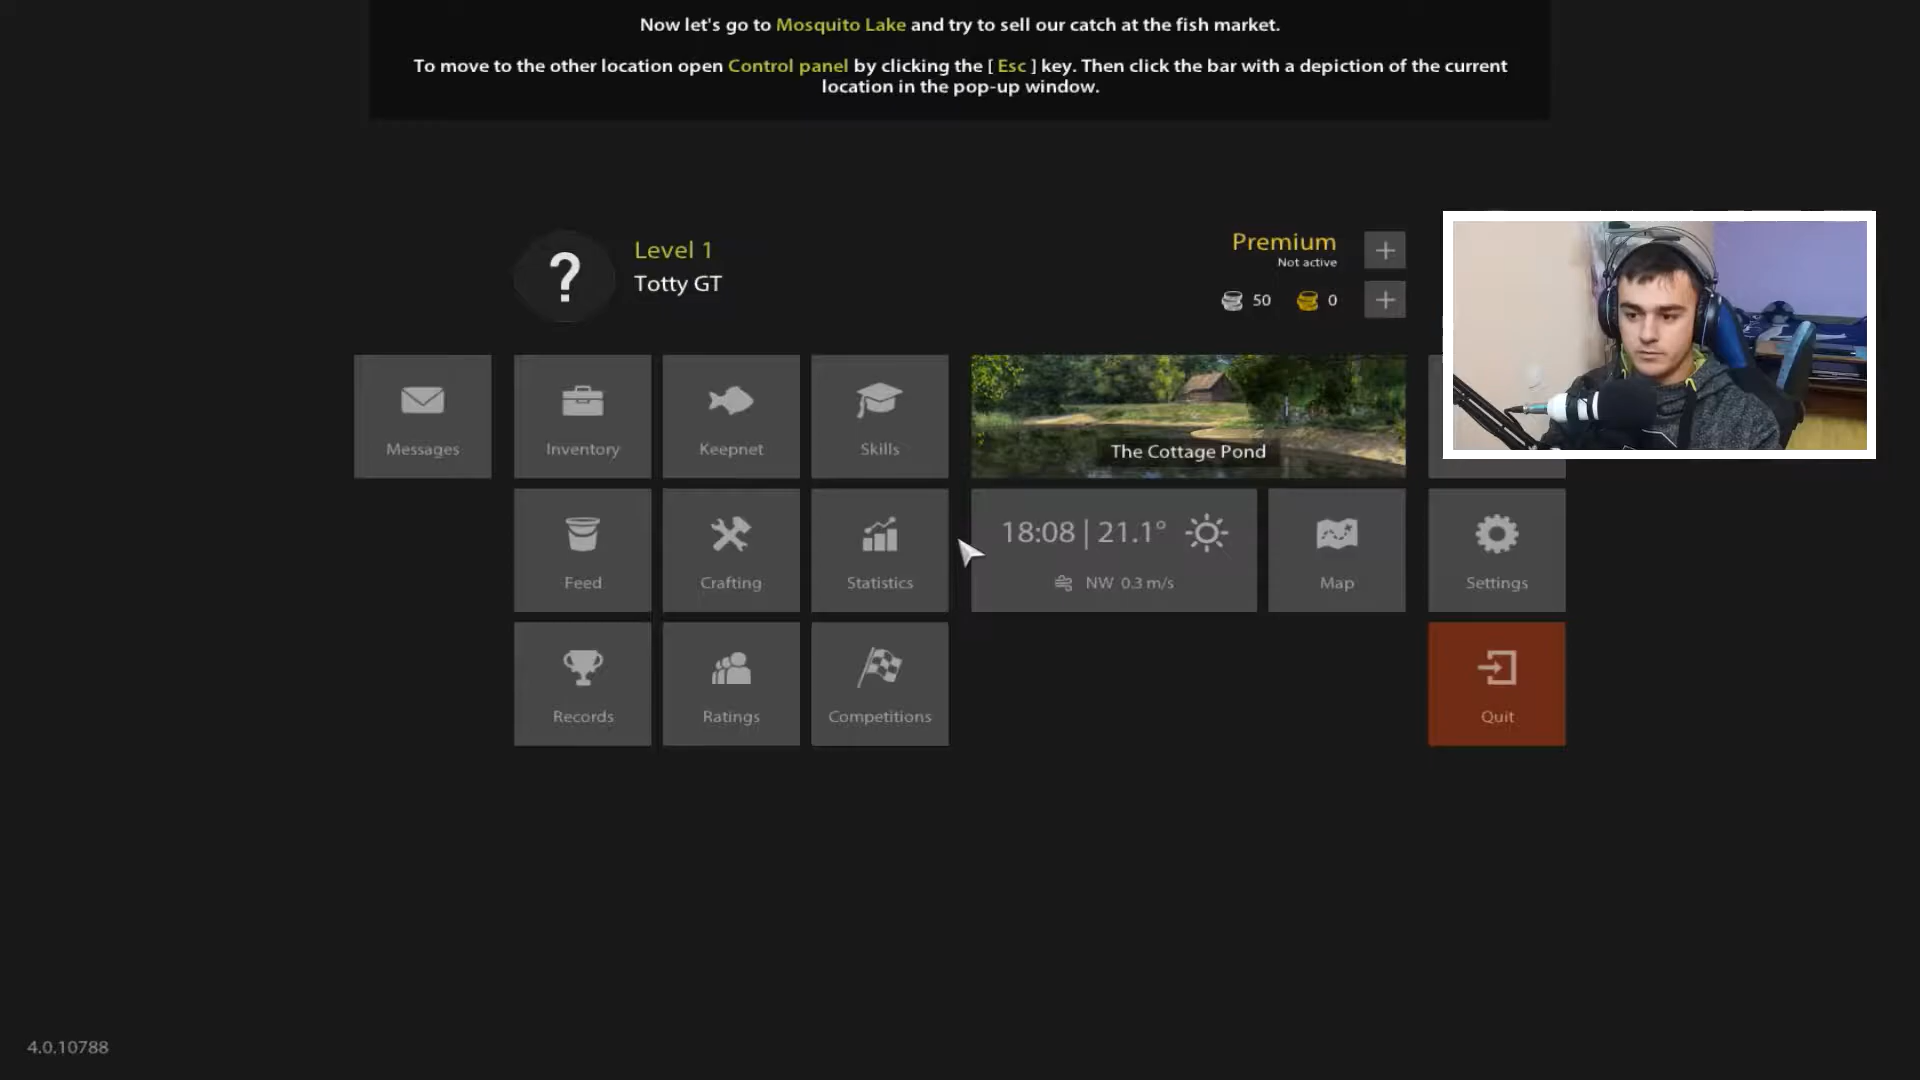 Now let's go to Mosquito Lake and try to sell our catch at the fish market.
To move to the other location open Control panel by clicking the [ Esc ] key. Then click the bar with a depiction of the current
location in the pop-up window.
?
Level 1
Totty GT
Premium
Not active
+
50
0
+
Messages
Inventory
Keepnet
Skills
The Cottage Pond
Feed
Crafting
Statistics
18:08 | 21.1°
NW 0.3 m/s
Map
Settings
Records
Ratings
Competitions
Quit
4.0.10788